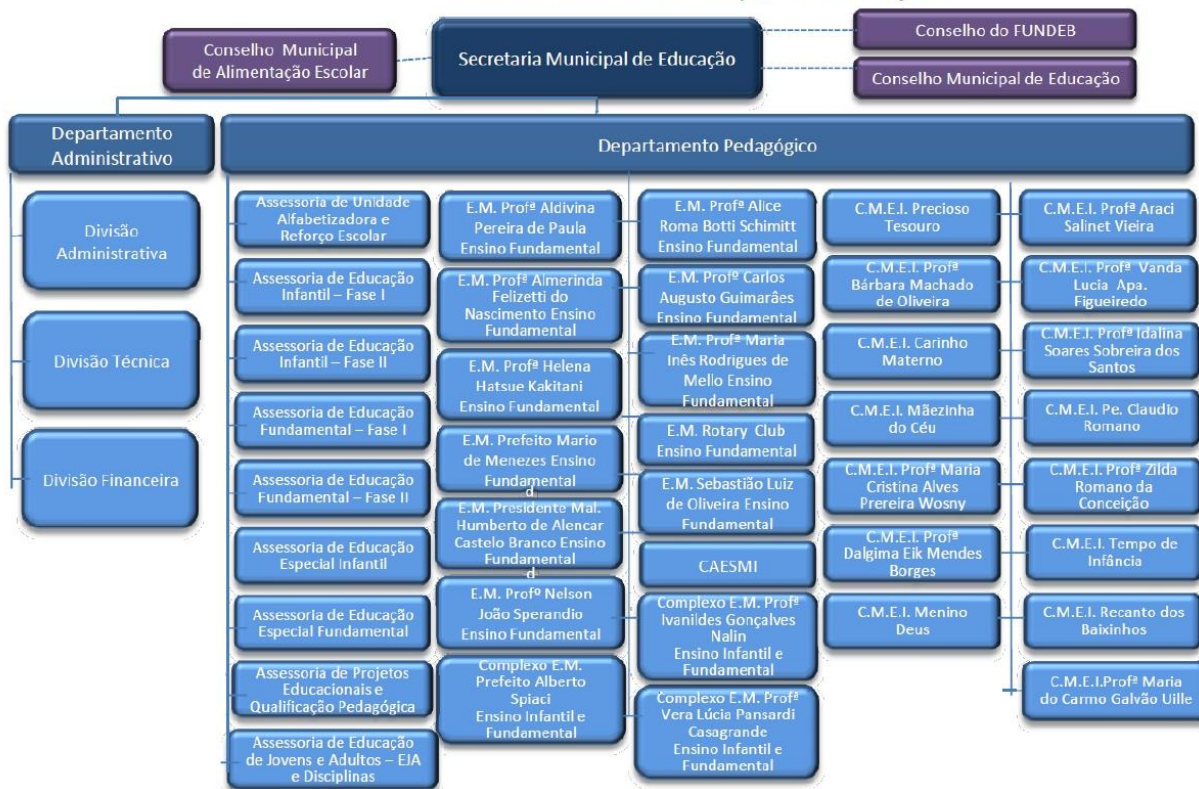 Conselho Municipal
de Alimentação Escolar
Secretaria Municipal de Educação
Conselho do FUNDEB
Conselho Municipal de Educação
Departamento
Administrativo
Departamento Pedagógico
Divisão
Administrativa
Divisão Técnica
Divisão Financeira
Assessoria de Unidade
Alfabetizadora e
Reforço Escolar
Assessoria de Educação
Infantil – Fase I
Assessoria de Educação
Infantil – Fase II
Assessoria de Educação
Fundamental – Fase I
Assessoria de Educação
Fundamental – Fase II
Assessoria de Educação
Especial Infantil
Assessoria de Educação
Especial Fundamental
Assessoria de Projetos
Educacionais e
Qualificação Pedagógica
Assessoria de Educação
de Jovens e Adultos – EJA
e Disciplinas
E.M. Profª Aldivina
Pereira de Paula
Ensino Fundamental
E.M. Profª Almerinda
Felizetti do
Nascimento Ensino
Fundamental
E.M. Profª Helena
Hatsue Kakitani
Ensino Fundamental
E.M. Prefeito Mario
de Menezes Ensino
Fundamental
d
E.M. Presidente Mal.
Humberto de Alencar
Castelo Branco Ensino
Fundamental
d
E.M. Profº Nelson
João Sperandio
Ensino Fundamental
Complexo E.M.
Prefeito Alberto
Spiaci
Ensino Infantil e
Fundamental
E.M. Profª Alice
Roma Botti Schimitt
Ensino Fundamental
E.M. Profº Carlos
Augusto Guimarães
Ensino Fundamental
E.M. Profª Maria
Inês Rodrigues de
Mello Ensino
Fundamental
E.M. Rotary Club
Ensino Fundamental
E.M. Sebastião Luiz
de Oliveira Ensino
Fundamental
CAESMI
Complexo E.M. Profª
Ivanildes Gonçalves
Nalin
Ensino Infantil e
Fundamental
Complexo E.M. Profª
Vera Lúcia Pansardi
Casagrande
Ensino Infantil e
Fundamental
C.M.E.I. Precioso
Tesouro
C.M.E.I. Profª
Bárbara Machado
de Oliveira
C.M.E.I. Carinho
Materno
C.M.E.I. Mãezinha
do Céu
C.M.E.I. Profª Maria
Cristina Alves
Prereira Wosny
C.M.E.I. Profª
Dalgima Eik Mendes
Borges
C.M.E.I. Menino
Deus
C.M.E.I. Profª Araci
Salinet Vieira
C.M.E.I. Profª Vanda
Lucia Apa.
Figueiredo
C.M.E.I. Profª Idalina
Soares Sobreira dos
Santos
C.M.E.I. Pe. Claudio
Romano
C.M.E.I. Profª Zilda
Romano da
Conceição
C.M.E.I. Tempo de
Infância
C.M.E.I. Recanto dos
Baixinhos
C.M.E.I.Profª Maria
do Carmo Galvão Uille